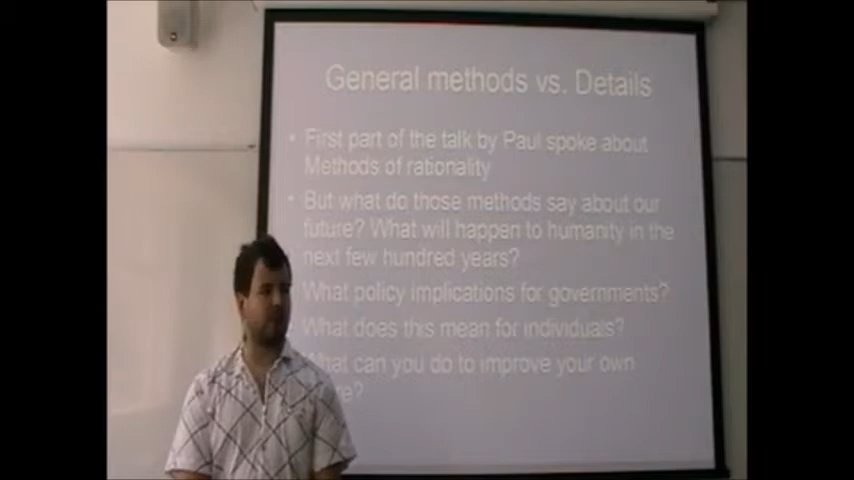 General methods vs. Details
• First part of the talk by Paul spoke about
Methods of rationality
• But what do those methods say about our
future? What will happen to humanity in the
next few hundred years?
What policy implications for governments?
What does this mean for individuals?
What can you do to improve your own